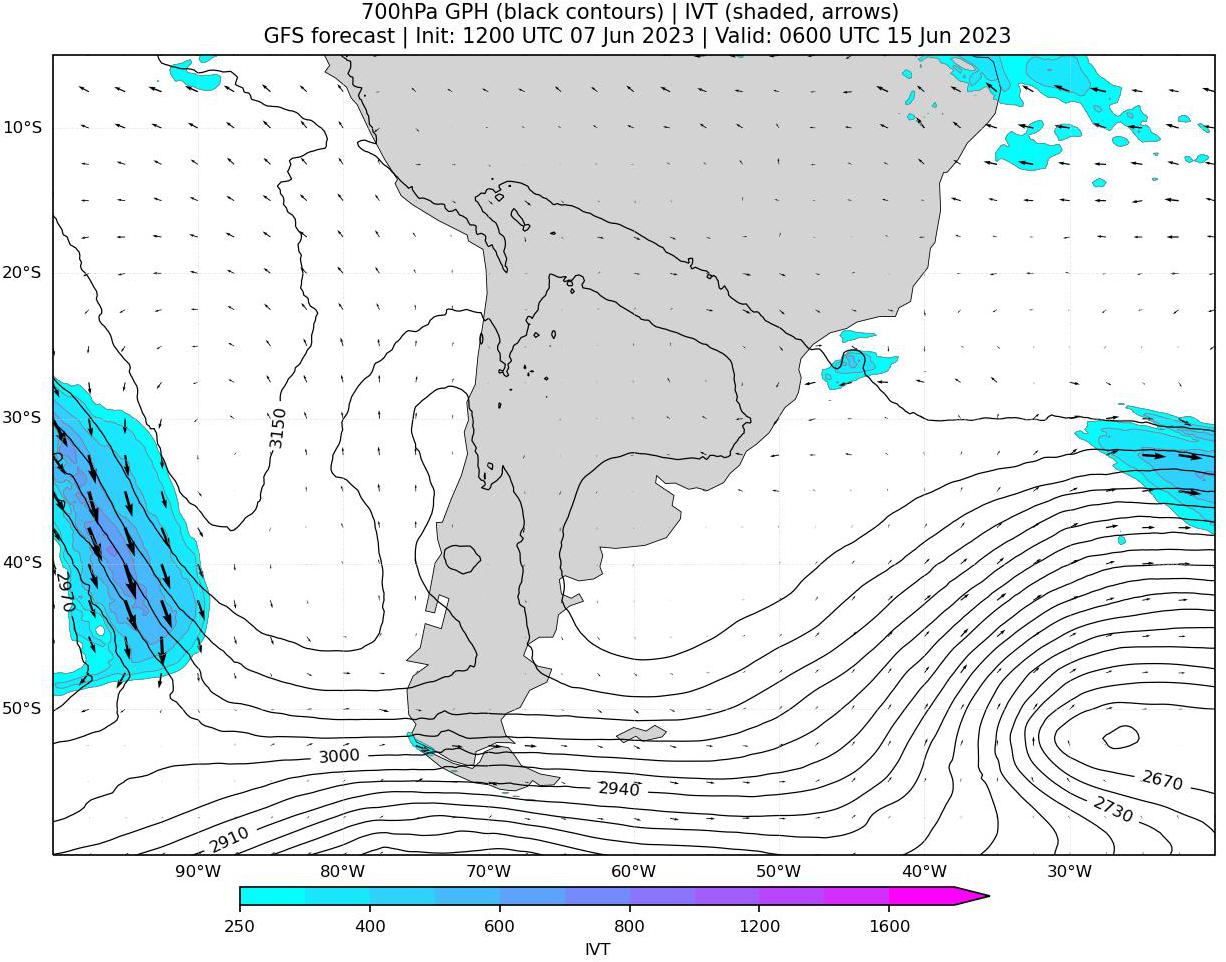 700hPa GPH (black contours) | IVT (shaded, arrows)
GFS forecast | Init: 1200 UTC 07 Jun 2023 | Valid: 0600 UTC 15 Jun 2023
10°S
20°S
30°S
3150
40°S
2970
50°S
3000
2940
2670
2730
2910
90°W 80°W 70°W 60°W 50°W 40°W 30°W
250 400 600 800 1200 1600
IVT